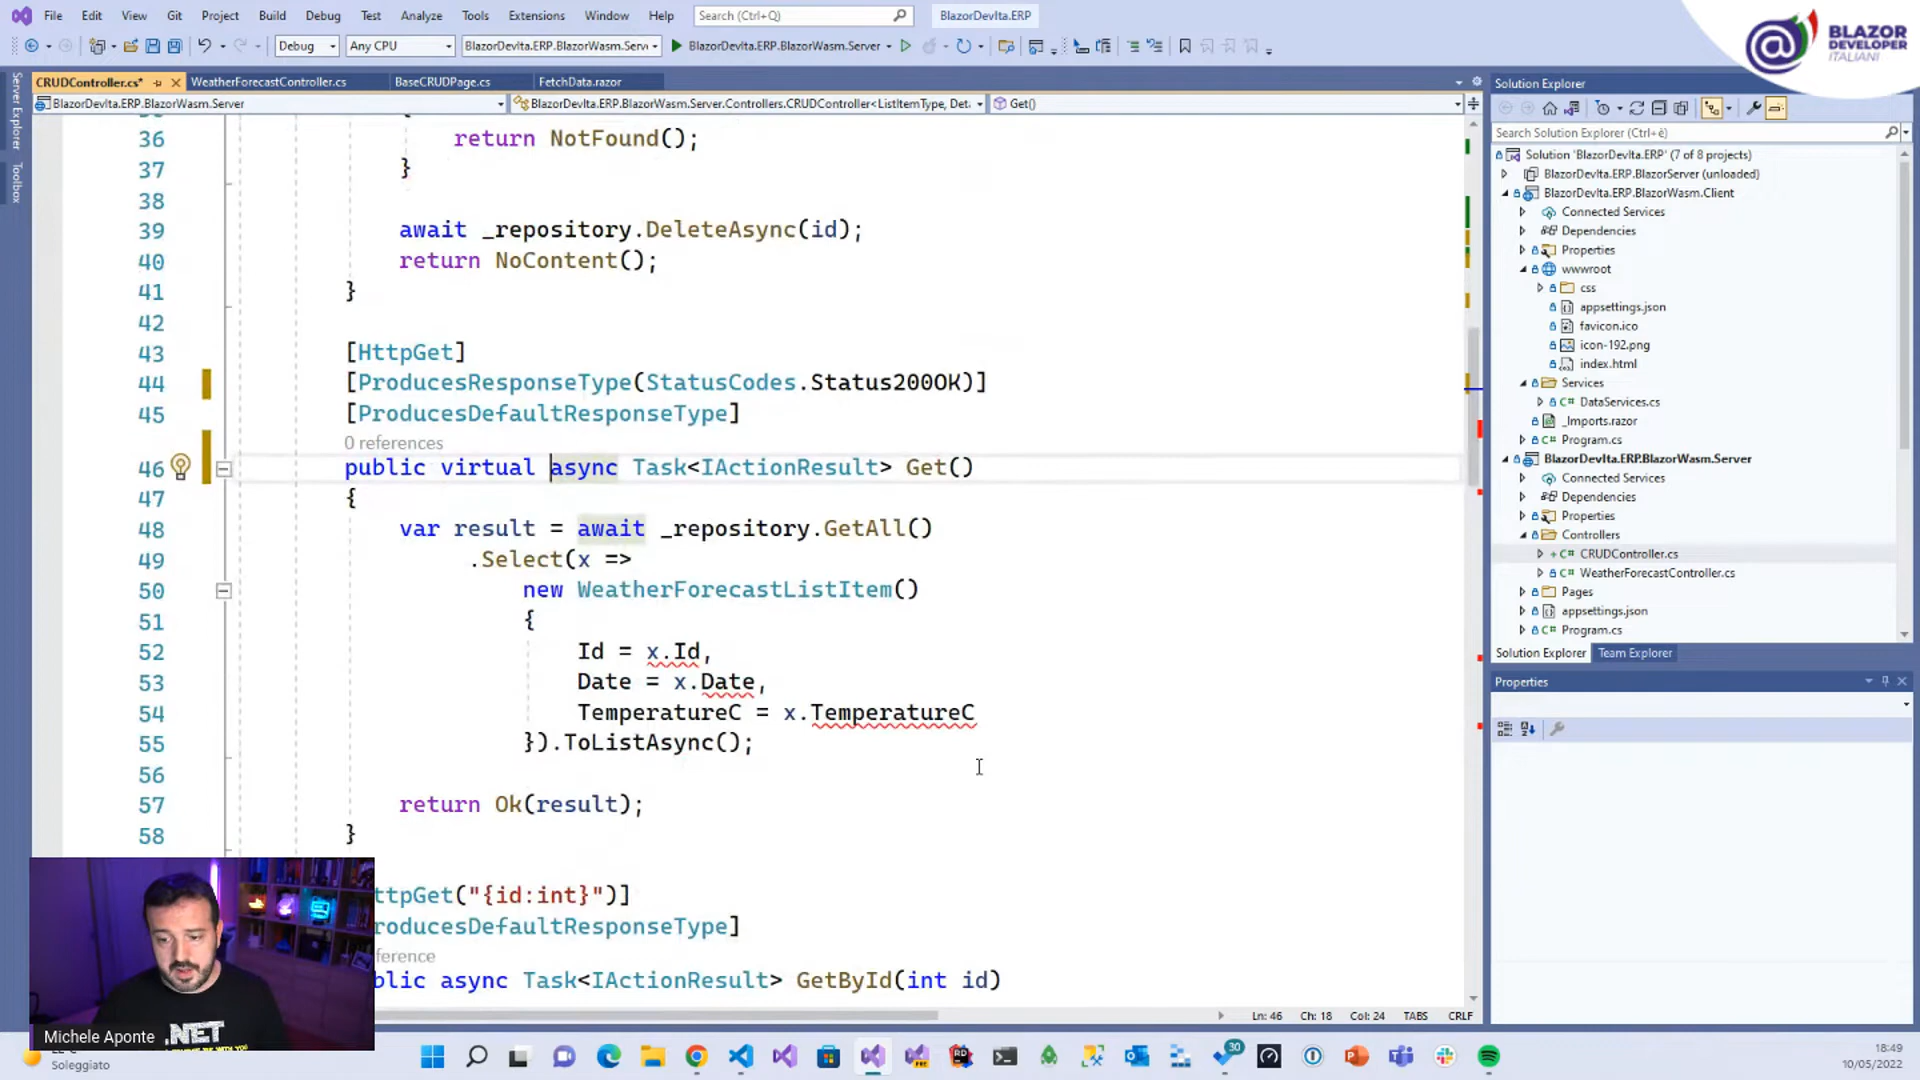 File Edit View Git Project Build Debug Test Analyze Tools Extensions Window Help Search (Ctrl+Q) BlazorDevIta.ERP
BLAZOR
DEVELOPER
ITALIANI
Debug Any CPU BlazorDevIta.ERP.BlazorWasm.Serv BlazorDevIta.ERP.BlazorWasm.Server
CRUDController.cs* WeatherForecastController.cs BaseCRUDPage.cs FetchData.razor
BlazorDevIta.ERP.BlazorWasm.Server BlazorDevIta.ERP.BlazorWasm.Server.Controllers.CRUDController<ListItemType, Det Get()
Server Explorer
Toolbox
{
36 return NotFound();
37 }
38
39 await _repository.DeleteAsync(id);
40 return NoContent();
41 }
42
43 [HttpGet]
44 [ProducesResponseType(StatusCodes.Status200OK)]
45 [ProducesDefaultResponseType]
0 references
46 public virtual async Task<IActionResult> Get()
47 {
48 var result = await _repository.GetAll()
49 .Select(x =>
50 new WeatherForecastListItem()
51 {
52 Id = x.Id,
53 Date = x.Date,
54 TemperatureC = x.TemperatureC
55 }).ToListAsync();
56
57 return Ok(result);
58 }
ttpGet("{id:int}")]
roducesDefaultResponseType]
ference
blic async Task<IActionResult> GetById(int id)
Ln: 46 Ch: 18 Col: 24 TABS CRLF
Solution Explorer
Search Solution Explorer (Ctrl+è)
Solution 'BlazorDevIta.ERP' (7 of 8 projects)
BlazorDevIta.ERP.BlazorServer (unloaded)
BlazorDevIta.ERP.BlazorWasm.Client
Connected Services
Dependencies
Properties
wwwroot
css
appsettings.json
favicon.ico
icon-192.png
index.html
Services
C# DataServices.cs
_Imports.razor
C# Program.cs
BlazorDevIta.ERP.BlazorWasm.Server
Connected Services
Dependencies
Properties
Controllers
+ C# CRUDController.cs
C# WeatherForecastController.cs
Pages
appsettings.json
C# Program.cs
Solution Explorer Team Explorer
Properties
Michele Aponte
.NET
Soleggiato
30
18:49
10/05/2022